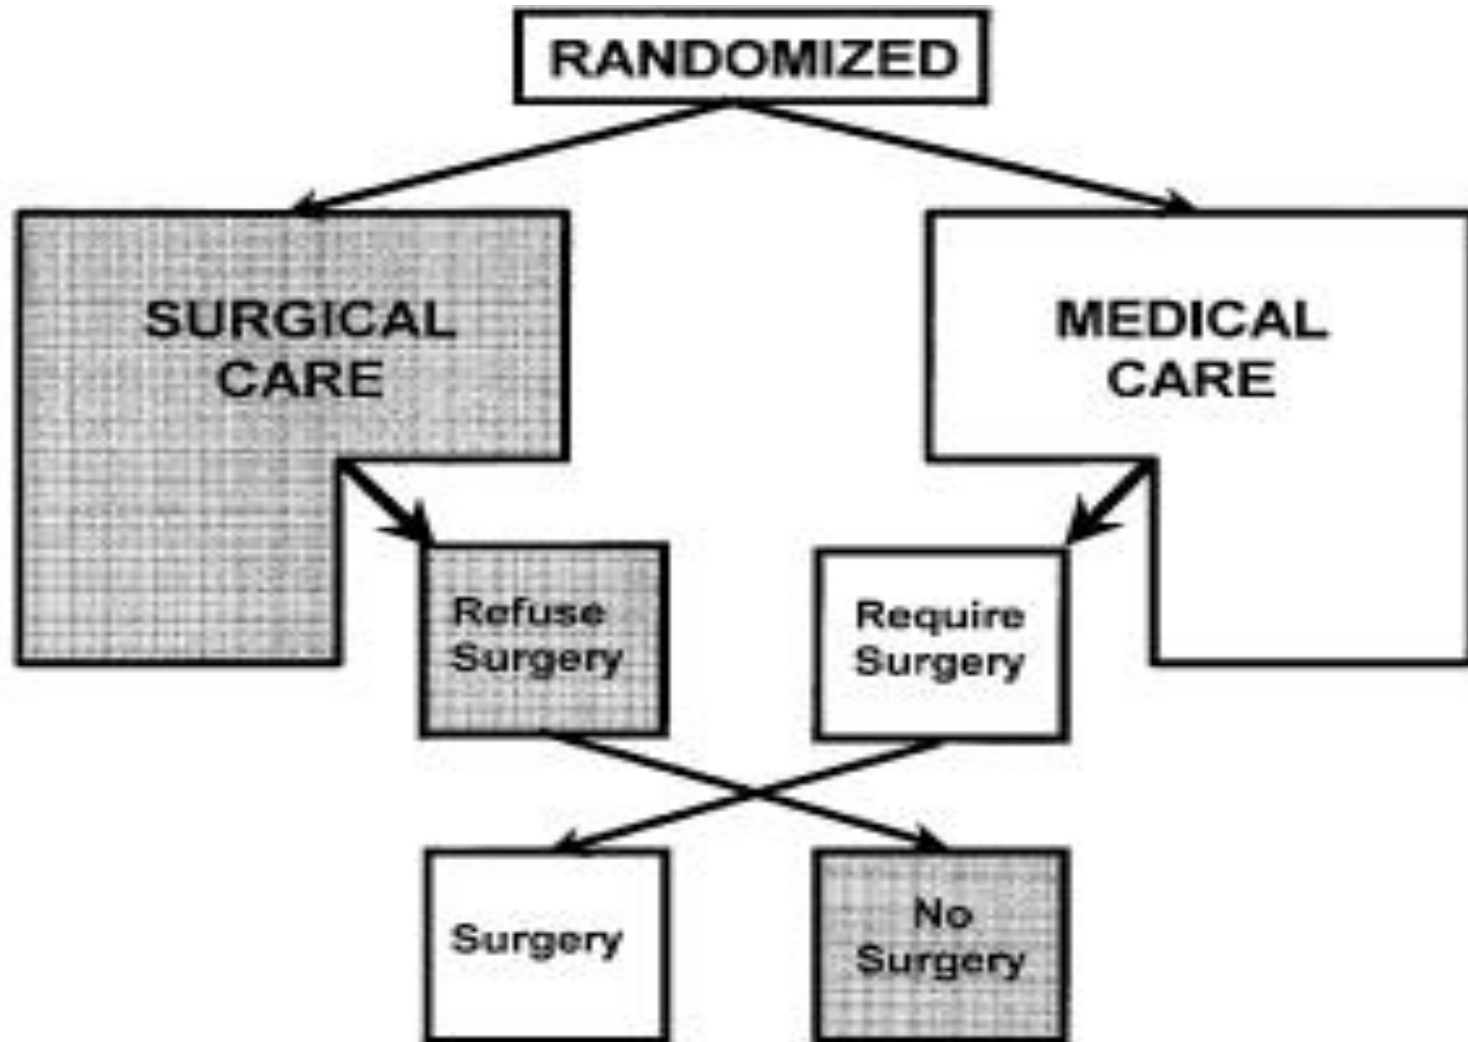 RANDOMIZED
SURGICAL
CARE
MEDICAL
CARE
Refuse
Surgery
Require
Surgery
Surgery
No
Surgery